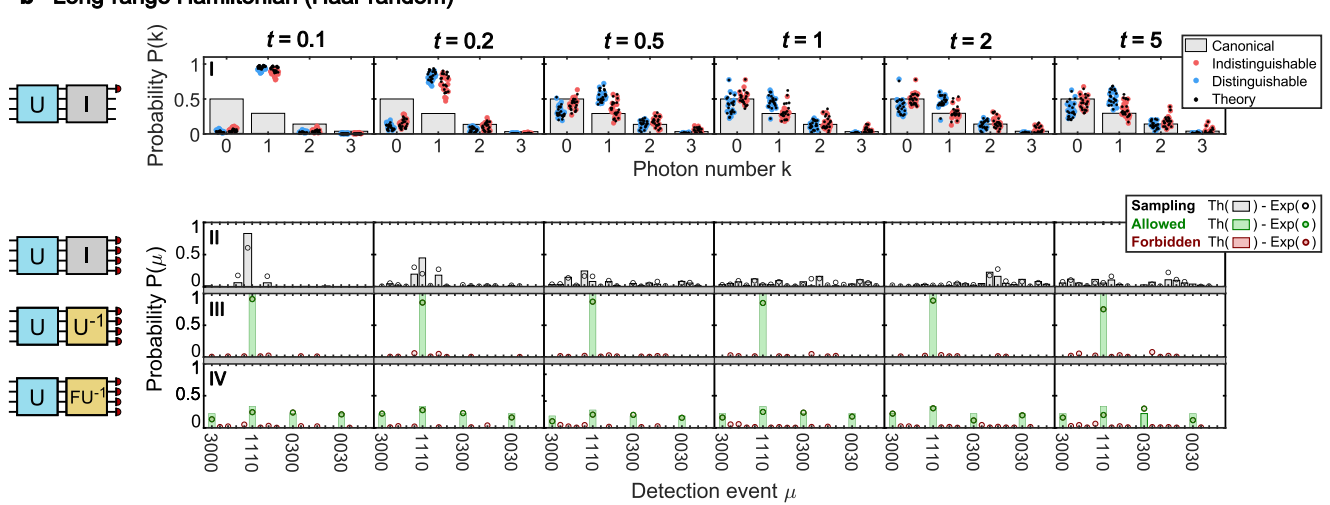 b Long range Hamiltonian (Haar random)
t = 0.1 t = 0.2 t = 0.5 t = 1 t = 2 t = 5
Canonical
Indistinguishable
Distinguishable
Theory
Probability P(k)
1
0.5
0
I
U I
0 1 2 3 0 1 2 3 0 1 2 3 0 1 2 3 0 1 2 3 0 1 2 3
Photon number k
Sampling Th( ) - Exp( )
Allowed Th( ) - Exp( )
Forbidden Th( ) - Exp( )
Probability P(μ)
1
0.5
0
II
U I
1
0.5
0
III
U U⁻¹
1
0.5
0
IV
U FU⁻¹
3000 1110 0300 0030 3000 1110 0300 0030 3000 1110 0300 0030 3000 1110 0300 0030 3000 1110 0300 0030 3000 1110 0300 0030
Detection event μ